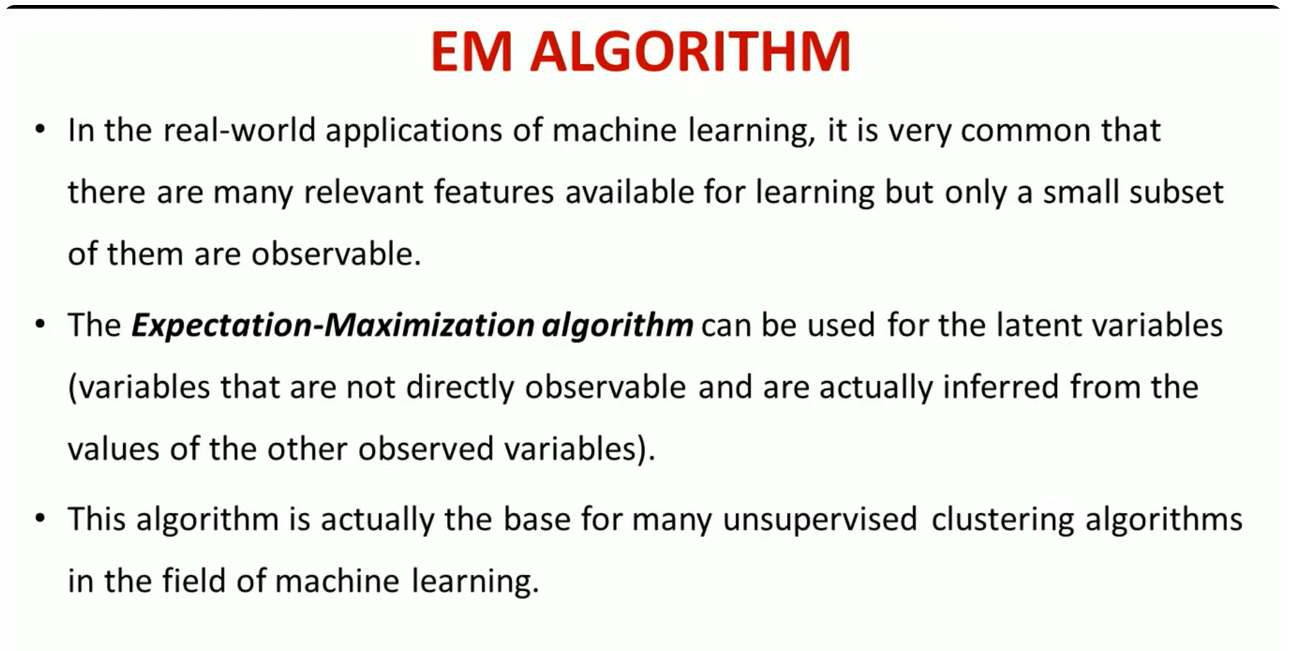 EM ALGORITHM
• In the real-world applications of machine learning, it is very common that
there are many relevant features available for learning but only a small subset
of them are observable.
• The Expectation-Maximization algorithm can be used for the latent variables
(variables that are not directly observable and are actually inferred from the
values of the other observed variables).
• This algorithm is actually the base for many unsupervised clustering algorithms
in the field of machine learning.